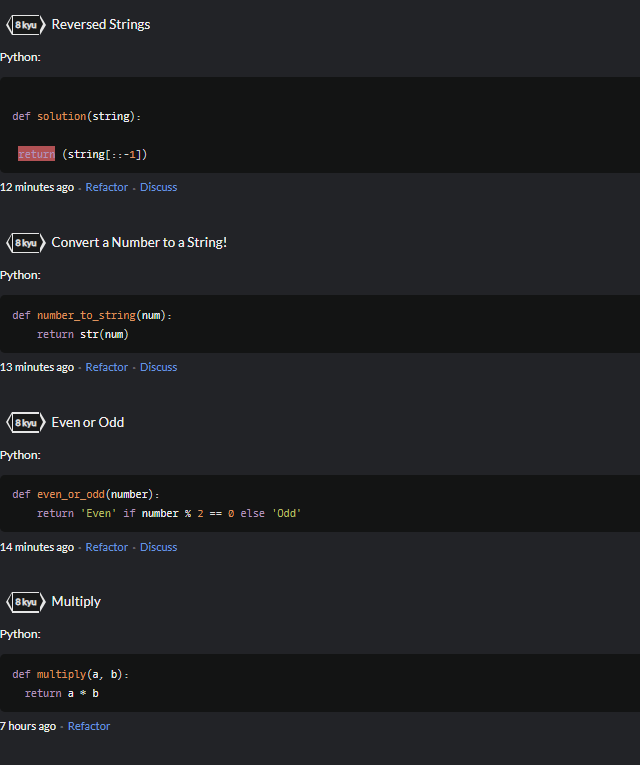 8 kyu Reversed Strings
Python:
def solution(string):
return (string[::-1])
12 minutes ago - Refactor - Discuss
8 kyu Convert a Number to a String!
Python:
def number_to_string(num):
return str(num)
13 minutes ago - Refactor - Discuss
8 kyu Even or Odd
Python:
def even_or_odd(number):
return 'Even' if number % 2 == 0 else 'Odd'
14 minutes ago - Refactor - Discuss
8 kyu Multiply
Python:
def multiply(a, b):
return a * b
7 hours ago - Refactor